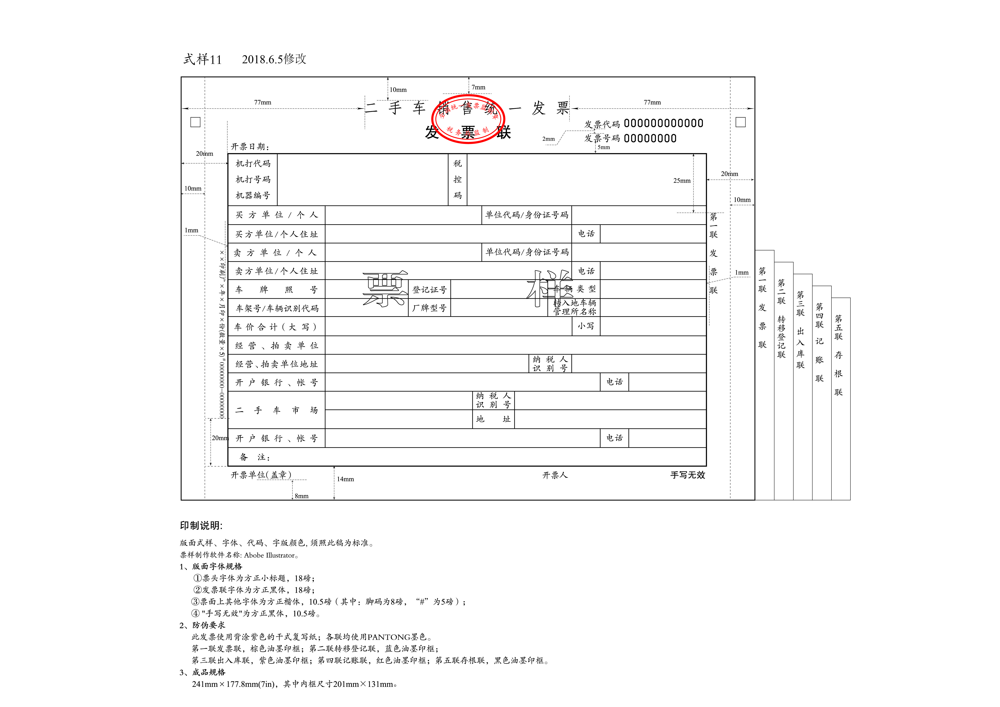 式样11 2018.6.5修改
10mm
7mm
77mm
二手车销售统一发票
77mm
全国统一发票监制章
税务 监制
发票联
发票代码 000000000000
发票号码 00000000
2mm
5mm
开票日期：
20mm
机打代码
机打号码
机器编号
税控码
25mm
20mm
10mm
10mm
买方单位/个人 单位代码/身份证号码
1mm
买方单位/个人住址 电话
卖方单位/个人 单位代码/身份证号码
卖方单位/个人住址 电话
票样
车牌照号 登记证号 车辆类型
车架号/车辆识别代码 厂牌型号 转入地车辆
管理所名称
车价合计(大写) 小写
经营、拍卖单位
经营、拍卖单位地址 纳税人
识别号
开户银行、帐号 电话
二手车市场 纳税人
识别号
地址
开户银行、帐号 电话
备注：
开票单位(盖章) 开票人 手写无效
20mm
14mm
8mm
××印刷厂×年×月印×份(数量×5)#00000000-00000000
第一联 发票联
1mm
第一联 发票联
第二联 转移登记联
第三联 出入库联
第四联 记账联
第五联 存根联
印制说明:
版面式样、字体、代码、字版颜色,须照此稿为标准。
票样制作软件名称: Abobe Illustrator。
1、版面字体规格
①票头字体为方正小标题，18磅；
②发票联字体为方正黑体，18磅；
③票面上其他字体为方正楷体，10.5磅（其中：脚码为8磅，“#”为5磅）；
④ "手写无效"为方正黑体，10.5磅。
2、防伪要求
此发票使用背涂紫色的干式复写纸；各联均使用PANTONG墨色。
第一联发票联，棕色油墨印框；第二联转移登记联，蓝色油墨印框；
第三联出入库联，紫色油墨印框；第四联记账联，红色油墨印框；第五联存根联，黑色油墨印框。
3、成品规格
241mm×177.8mm(7in)，其中内框尺寸201mm×131mm。